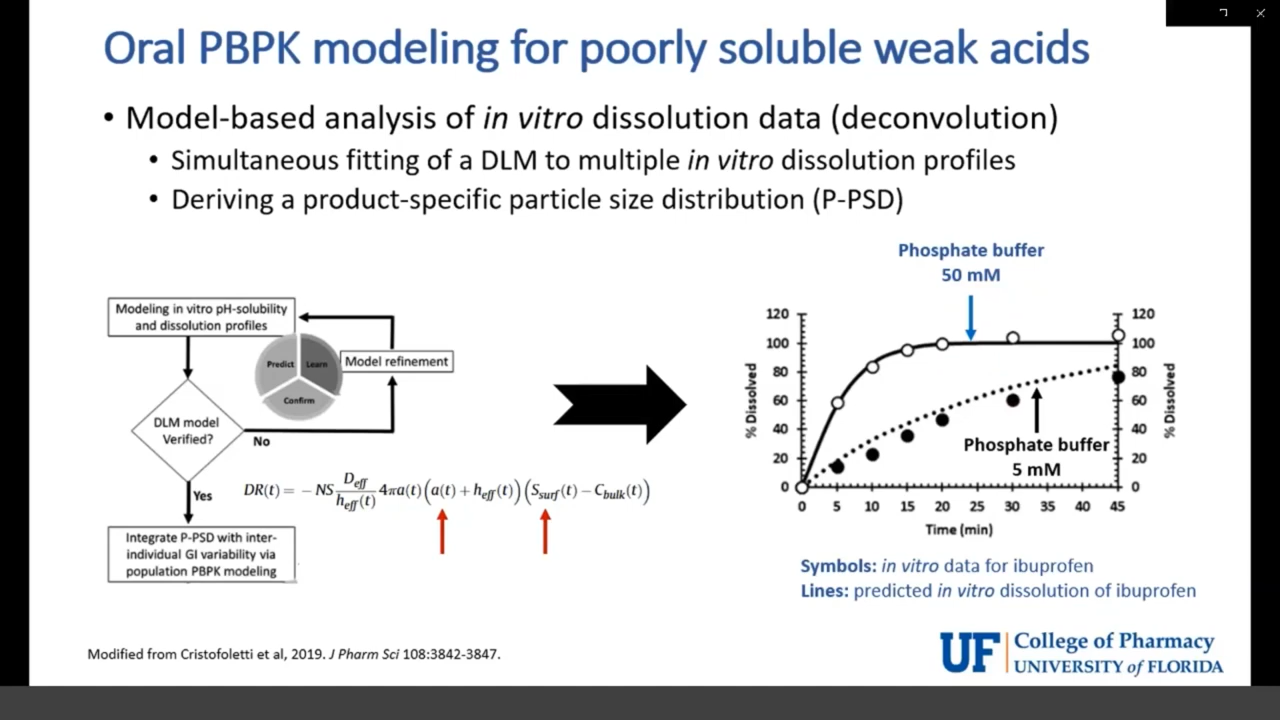 Oral PBPK modeling for poorly soluble weak acids
• Model-based analysis of in vitro dissolution data (deconvolution)
• Simultaneous fitting of a DLM to multiple in vitro dissolution profiles
• Deriving a product-specific particle size distribution (P-PSD)
Modeling in vitro pH-solubility
and dissolution profiles
Predict
Learn
Confirm
Model refinement
DLM model
Verified?
No
Yes
DR(t) = − NS D_eff/h_eff(t) 4πa(t)(a(t) + h_eff(t))(S_surf(t) − C_bulk(t))
Integrate P-PSD with inter-
individual GI variability via
population PBPK modeling
Phosphate buffer
50 mM
120
100
80
60
40
20
0
% Dissolved
120
100
80
60
40
20
0
% Dissolved
Phosphate buffer
5 mM
0 5 10 15 20 25 30 35 40 45
Time (min)
Symbols: in vitro data for ibuprofen
Lines: predicted in vitro dissolution of ibuprofen
Modified from Cristofoletti et al, 2019. J Pharm Sci 108:3842-3847.
UF College of Pharmacy
UNIVERSITY of FLORIDA